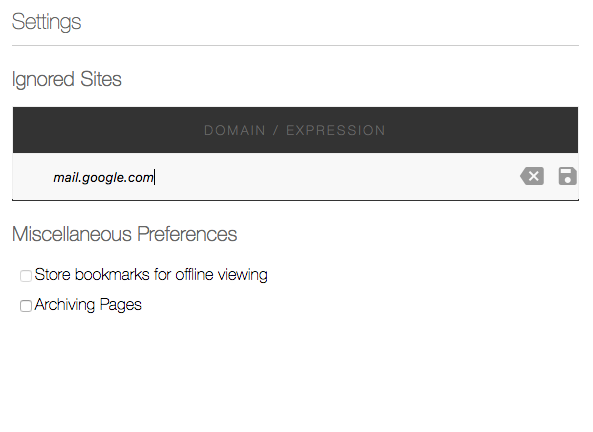 Settings
Ignored Sites
DOMAIN / EXPRESSION
mail.google.com
Miscellaneous Preferences
Store bookmarks for offline viewing
Archiving Pages